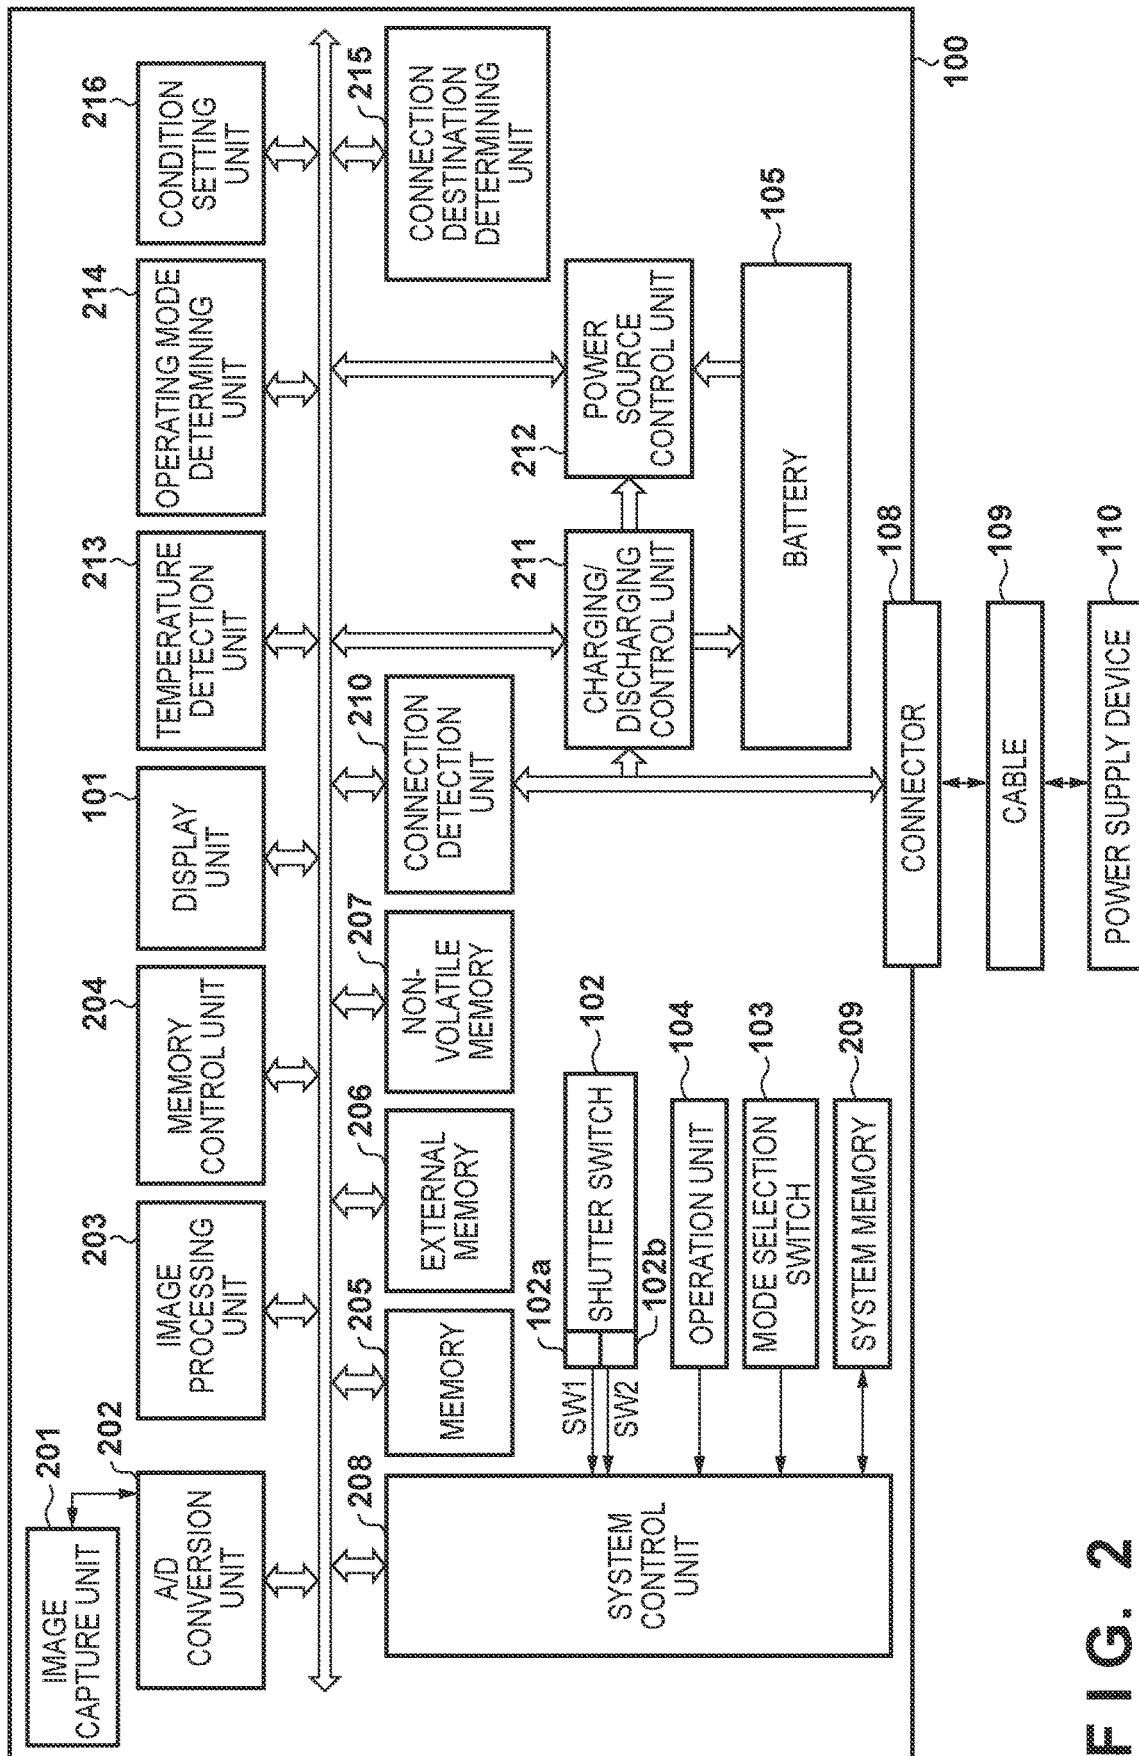 201
IMAGE
CAPTURE UNIT
202
A/D
CONVERSION
UNIT
203
IMAGE
PROCESSING
UNIT
204
MEMORY
CONTROL UNIT
101
DISPLAY
UNIT
213
TEMPERATURE
DETECTION
UNIT
214
OPERATING MODE
DETERMINING
UNIT
216
CONDITION
SETTING
UNIT
208
SYSTEM
CONTROL
UNIT
205
MEMORY
206
EXTERNAL
MEMORY
207
NON-
VOLATILE
MEMORY
210
CONNECTION
DETECTION
UNIT
215
CONNECTION
DESTINATION
DETERMINING
UNIT
102a
SW1
SW2
SHUTTER SWITCH
102
102b
OPERATION UNIT
104
MODE SELECTION
SWITCH
103
SYSTEM MEMORY
209
211
CHARGING/
DISCHARGING
CONTROL UNIT
212
POWER
SOURCE
CONTROL UNIT
BATTERY
105
CONNECTOR
108
100
CABLE
109
POWER SUPPLY DEVICE
110
FIG. 2